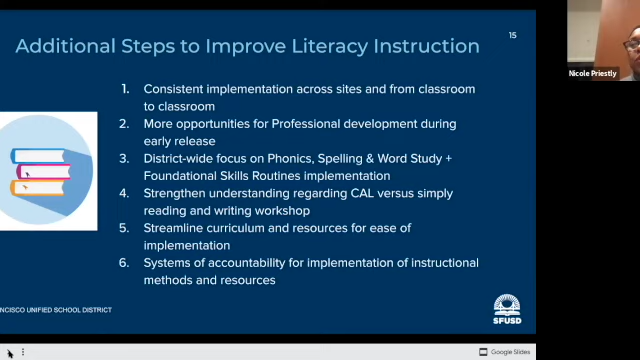 15
Additional Steps to Improve Literacy Instruction
1. Consistent implementation across sites and from classroom
to classroom
2. More opportunities for Professional development during
early release
3. District-wide focus on Phonics, Spelling & Word Study +
Foundational Skills Routines implementation
4. Strengthen understanding regarding CAL versus simply
reading and writing workshop
5. Streamline curriculum and resources for ease of
implementation
6. Systems of accountability for implementation of instructional
methods and resources
NCISCO UNIFIED SCHOOL DISTRICT
SFUSD
Google Slides
Nicole Priestly